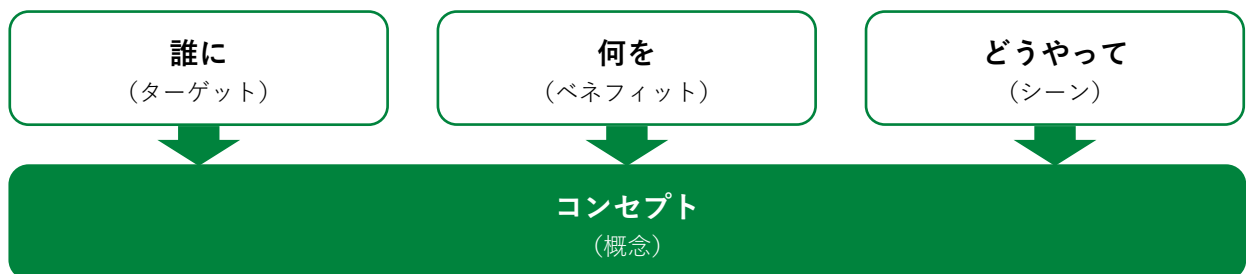 誰に
（ターゲット）
何を
（ベネフィット）
どうやって
（シーン）
コンセプト
（概念）